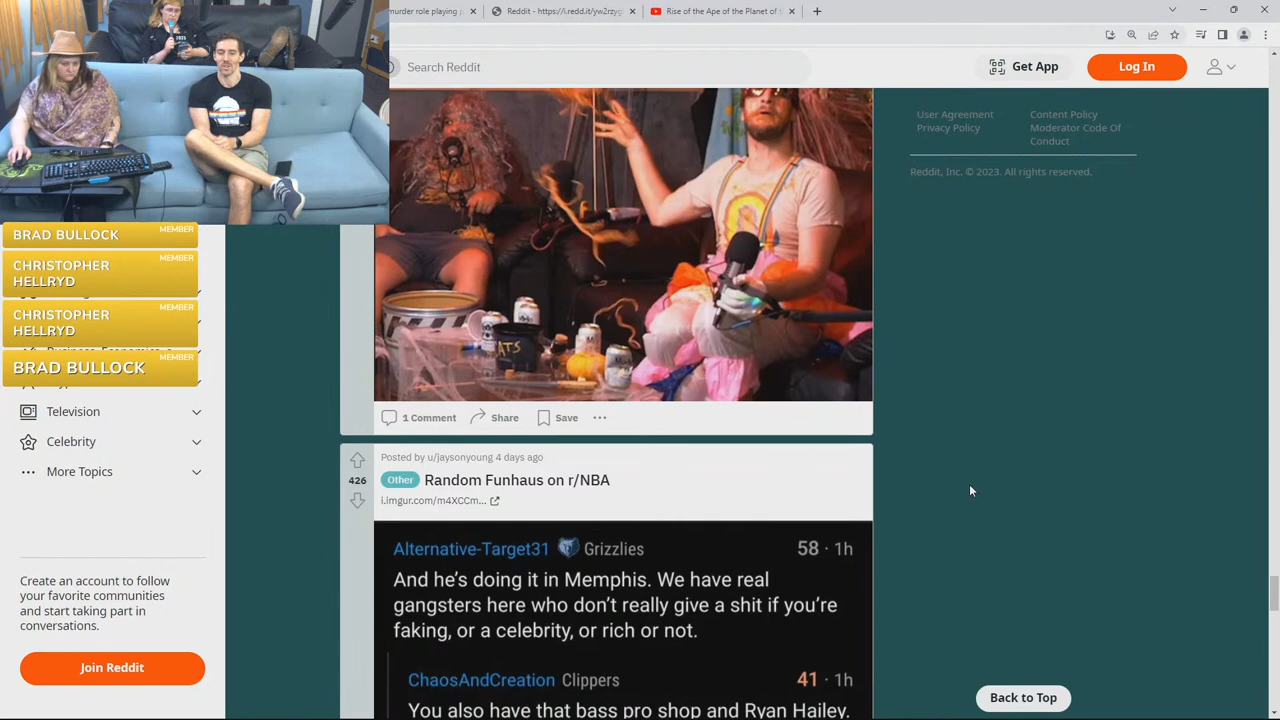 murder role playing
Reddit - https://i.redd.it/yw2rzyg
Rise of the Ape of the Planet of
Search Reddit
Get App
Log In
User Agreement
Privacy Policy
Content Policy
Moderator Code Of
Conduct
Reddit, Inc. © 2023. All rights reserved.
BRAD BULLOCK
MEMBER
CHRISTOPHER
HELLRYD
MEMBER
CHRISTOPHER
HELLRYD
MEMBER
BRAD BULLOCK
MEMBER
Television
Celebrity
More Topics
1 Comment
Share
Save
Posted by u/jaysonyoung 4 days ago
426
Other
Random Funhaus on r/NBA
i.imgur.com/m4XCCm...
Alternative-Target31 Grizzlies 58 · 1h
And he's doing it in Memphis. We have real
gangsters here who don't really give a shit if you're
faking, or a celebrity, or rich or not.
ChaosAndCreation Clippers 41 · 1h
You also have that bass pro shop and Ryan Hailey.
Create an account to follow
your favorite communities
and start taking part in
conversations.
Join Reddit
Back to Top